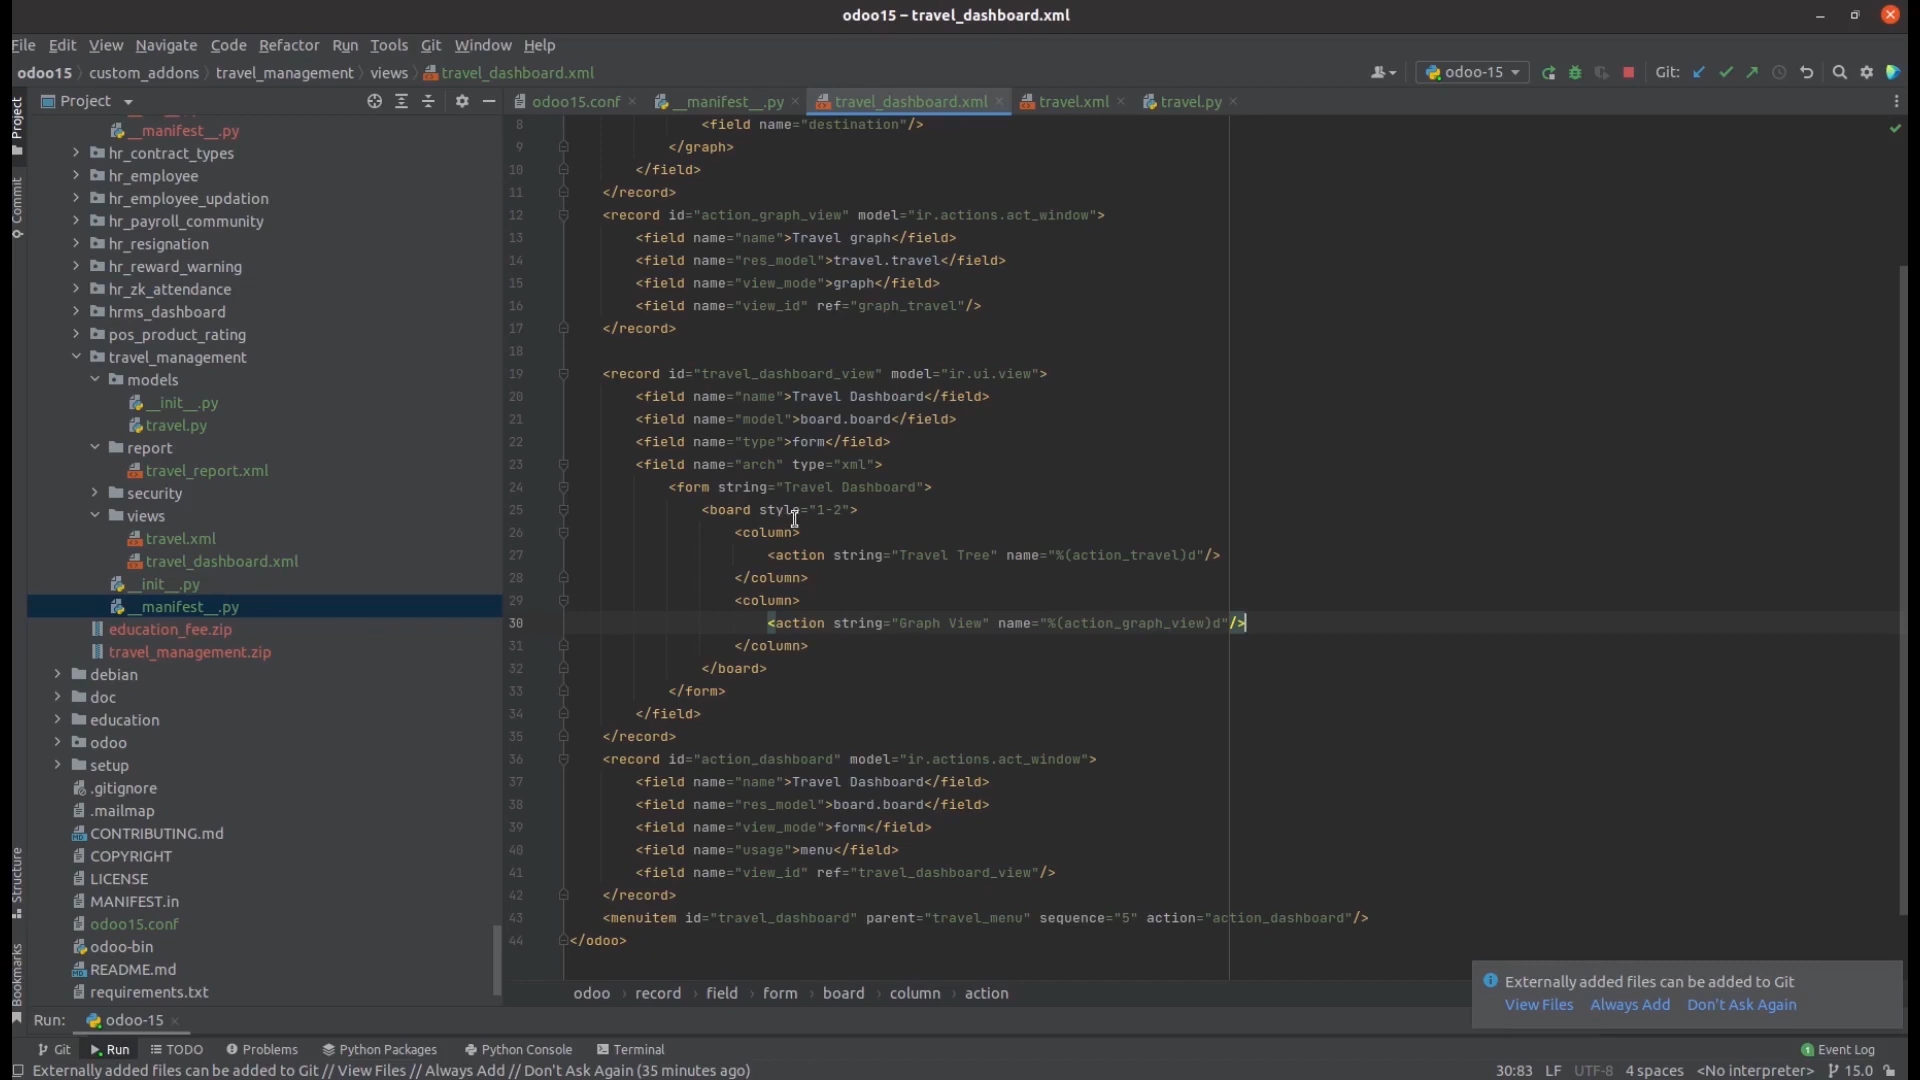 odoo15 – travel_dashboard.xml
File Edit View Navigate Code Refactor Run Tools Git Window Help
odoo15 custom_addons travel_management views travel_dashboard.xml odoo-15 Git:
Project odoo15.conf __manifest__.py travel_dashboard.xml travel.xml travel.py
__manifest__.py
hr_contract_types
hr_employee
hr_employee_updation
hr_payroll_community
hr_resignation
hr_reward_warning
hr_zk_attendance
hrms_dashboard
pos_product_rating
travel_management
models
__init__.py
travel.py
report
travel_report.xml
security
views
travel.xml
travel_dashboard.xml
__init__.py
__manifest__.py
education_fee.zip
travel_management.zip
debian
doc
education
odoo
setup
.gitignore
.mailmap
CONTRIBUTING.md
COPYRIGHT
LICENSE
MANIFEST.in
odoo15.conf
odoo-bin
README.md
requirements.txt
Project
Commit
Structure
Bookmarks
8 <field name="destination"/>
9 </graph>
10 </field>
11 </record>
12 <record id="action_graph_view" model="ir.actions.act_window">
13 <field name="name">Travel graph</field>
14 <field name="res_model">travel.travel</field>
15 <field name="view_mode">graph</field>
16 <field name="view_id" ref="graph_travel"/>
17 </record>
18
19 <record id="travel_dashboard_view" model="ir.ui.view">
20 <field name="name">Travel Dashboard</field>
21 <field name="model">board.board</field>
22 <field name="type">form</field>
23 <field name="arch" type="xml">
24 <form string="Travel Dashboard">
25 <board style="1-2">
26 <column>
27 <action string="Travel Tree" name="%(action_travel)d"/>
28 </column>
29 <column>
30 <action string="Graph View" name="%(action_graph_view)d"/>
31 </column>
32 </board>
33 </form>
34 </field>
35 </record>
36 <record id="action_dashboard" model="ir.actions.act_window">
37 <field name="name">Travel Dashboard</field>
38 <field name="res_model">board.board</field>
39 <field name="view_mode">form</field>
40 <field name="usage">menu</field>
41 <field name="view_id" ref="travel_dashboard_view"/>
42 </record>
43 <menuitem id="travel_dashboard" parent="travel_menu" sequence="5" action="action_dashboard"/>
44 </odoo>
odoo record field form board column action
Externally added files can be added to Git
View Files Always Add Don't Ask Again
Run: odoo-15
Git Run TODO Problems Python Packages Python Console Terminal 1 Event Log
Externally added files can be added to Git // View Files // Always Add // Don't Ask Again (35 minutes ago) 30:83 LF UTF-8 4 spaces <No interpreter> 15.0